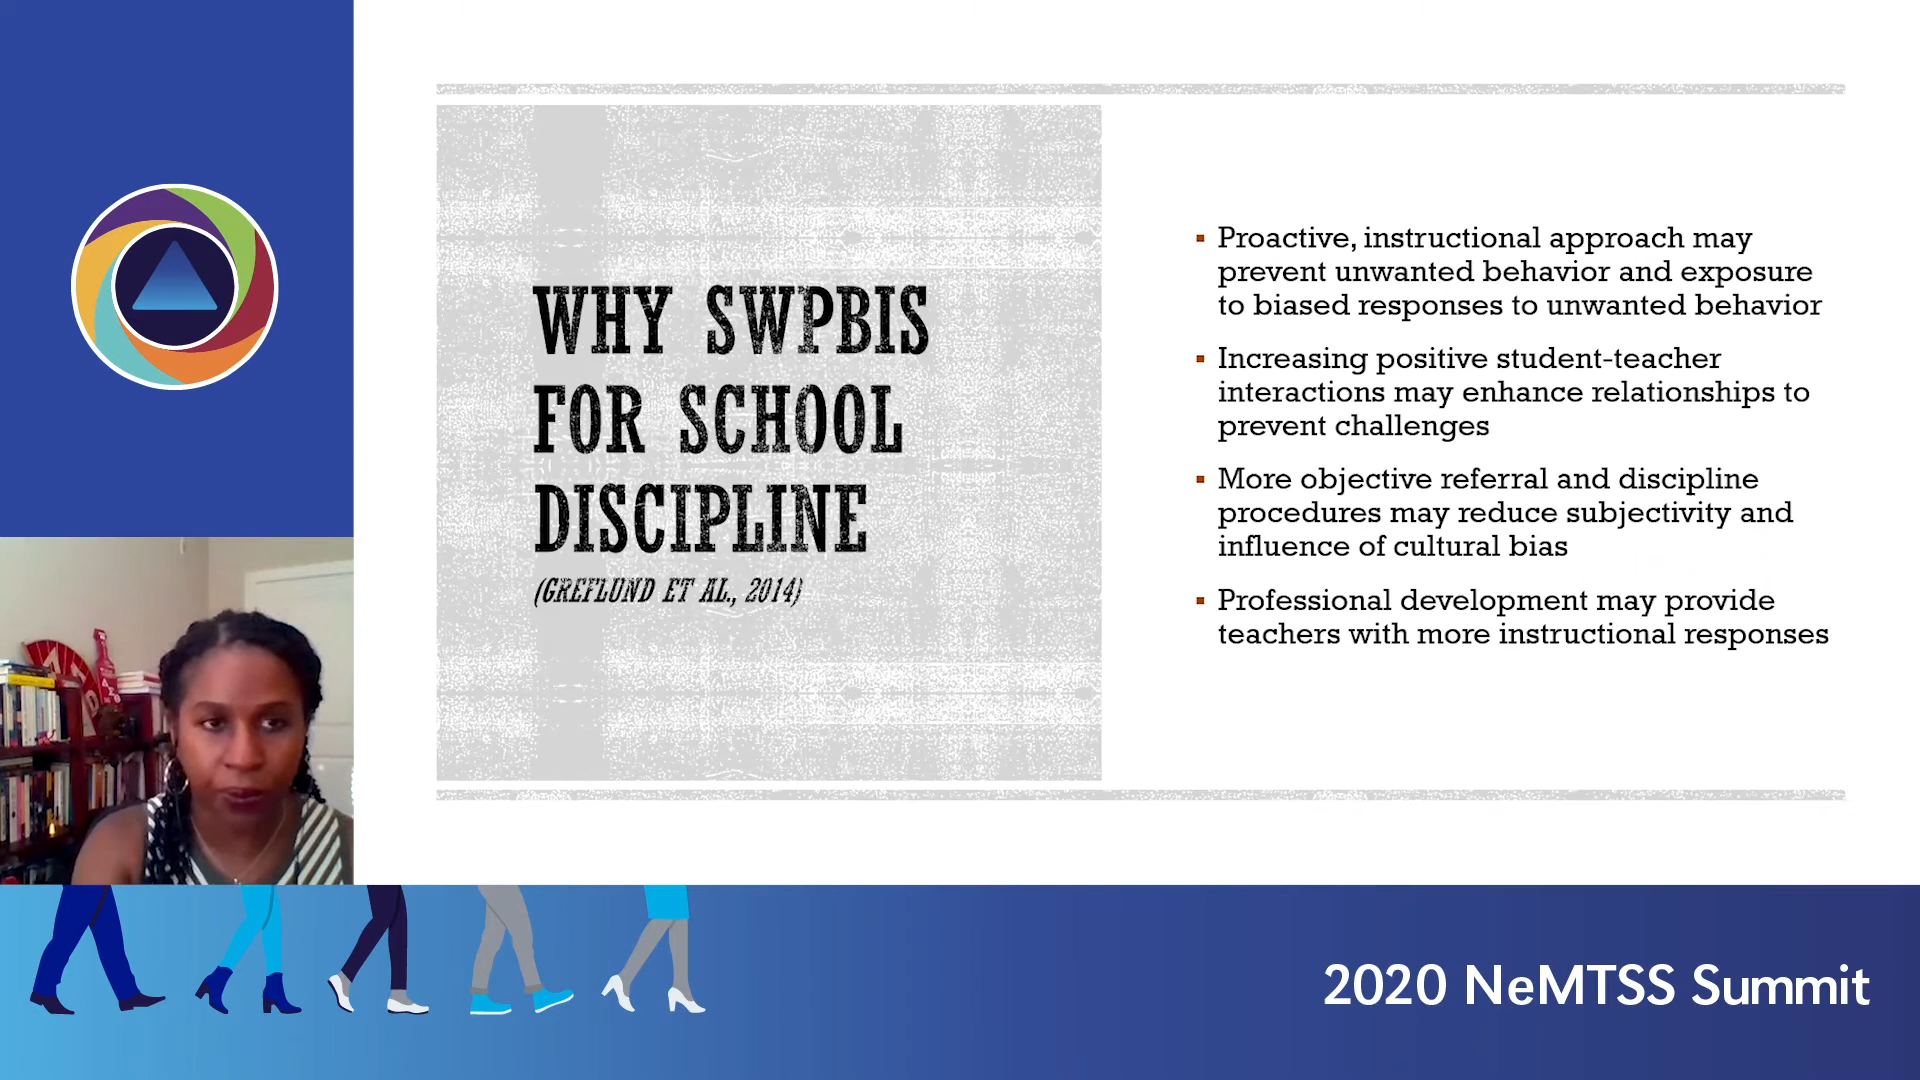 WHY SWPBIS
FOR SCHOOL
DISCIPLINE
(GREFLUND ET AL., 2014)
▪ Proactive, instructional approach may
prevent unwanted behavior and exposure
to biased responses to unwanted behavior
▪ Increasing positive student-teacher
interactions may enhance relationships to
prevent challenges
▪ More objective referral and discipline
procedures may reduce subjectivity and
influence of cultural bias
▪ Professional development may provide
teachers with more instructional responses
2020 NeMTSS Summit